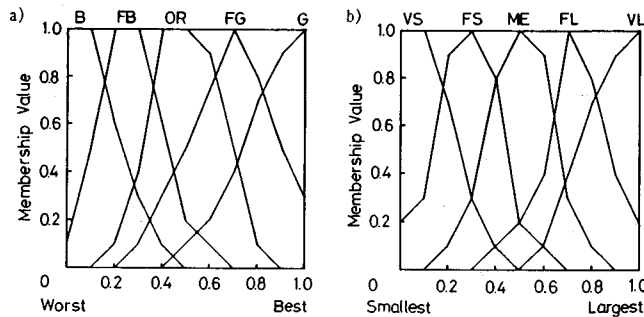 a) B FB OR FG G
Membership Value
1.0
0.8
0.6
0.4
0.2
0
0.2 0.4 0.6 0.8 1.0
Worst Best
b) VS FS ME FL VL
Membership Value
1.0
0.8
0.6
0.4
0.2
0
0.2 0.4 0.6 0.8 1.0
Smallest Largest